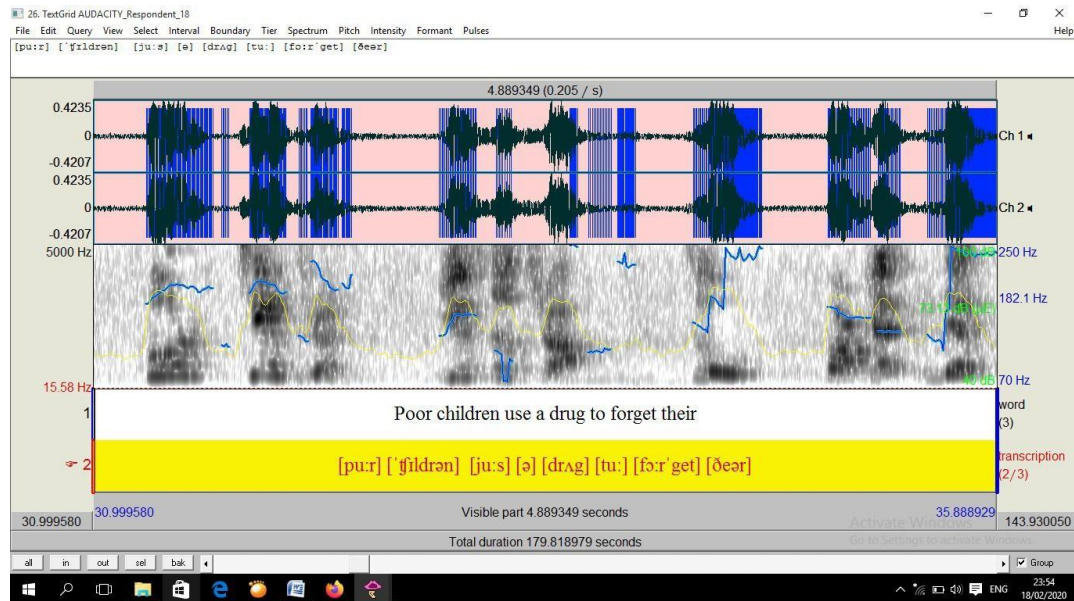 26. TextGrid AUDACITY_Respondent_18
File Edit Query View Select Interval Boundary Tier Spectrum Pitch Intensity Formant Pulses Help
[pu:r] [ˈʧɪldrən] [ju:s] [ə] [drʌg] [tu:] [fɔ:rˈget] [ðeər]
4.889349 (0.205 / s)
0.4235
0
-0.4207
Ch 1
0.4235
0
-0.4207
Ch 2
5000 Hz 250 Hz
182.1 Hz
15.58 Hz 40 dB 70 Hz
1 Poor children use a drug to forget their word
(3)
2 [pu:r] [ˈʧɪldrən] [ju:s] [ə] [drʌg] [tu:] [fɔ:rˈget] [ðeər] transcription
(2/3)
30.999580 30.999580 Visible part 4.889349 seconds 35.888929 143.930050
Activate Windows
Go to Settings to activate Windows.
Total duration 179.818979 seconds
all in out sel bak Group
ENG 23:54
18/02/2020